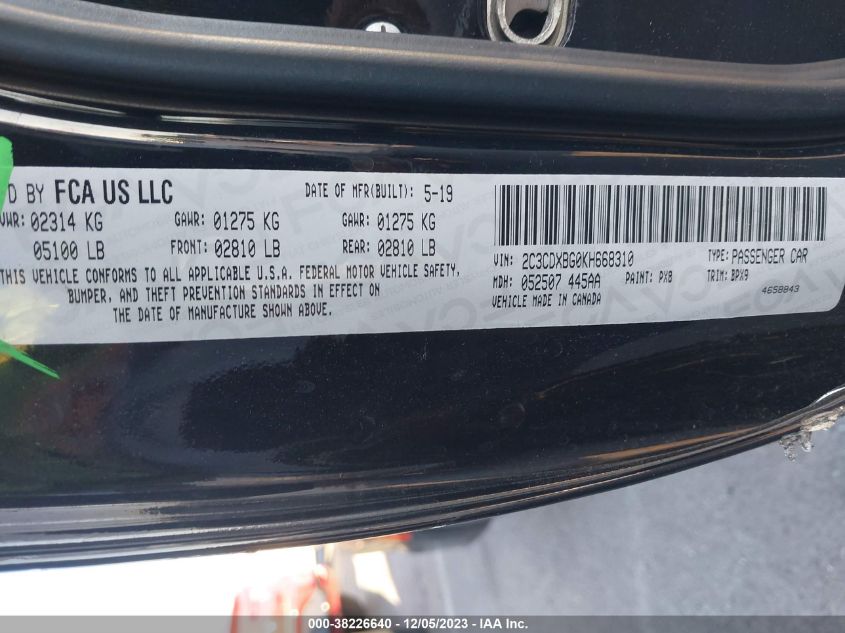 D BY FCA US LLC DATE OF MFR(BUILT): 5-19
VWR: 02314 KG GAWR: 01275 KG GAWR: 01275 KG
05100 LB FRONT: 02810 LB REAR: 02810 LB
THIS VEHICLE CONFORMS TO ALL APPLICABLE U.S.A. FEDERAL MOTOR VEHICLE SAFETY,
BUMPER, AND THEFT PREVENTION STANDARDS IN EFFECT ON
THE DATE OF MANUFACTURE SHOWN ABOVE.
VIN: 2C3CDXBG0KH668310 TYPE: PASSENGER CAR
MDH: 052507 445AA PAINT: PX8 TRIM: BPX9
VEHICLE MADE IN CANADA 4658843
000-38226640 - 12/05/2023 - IAA Inc.